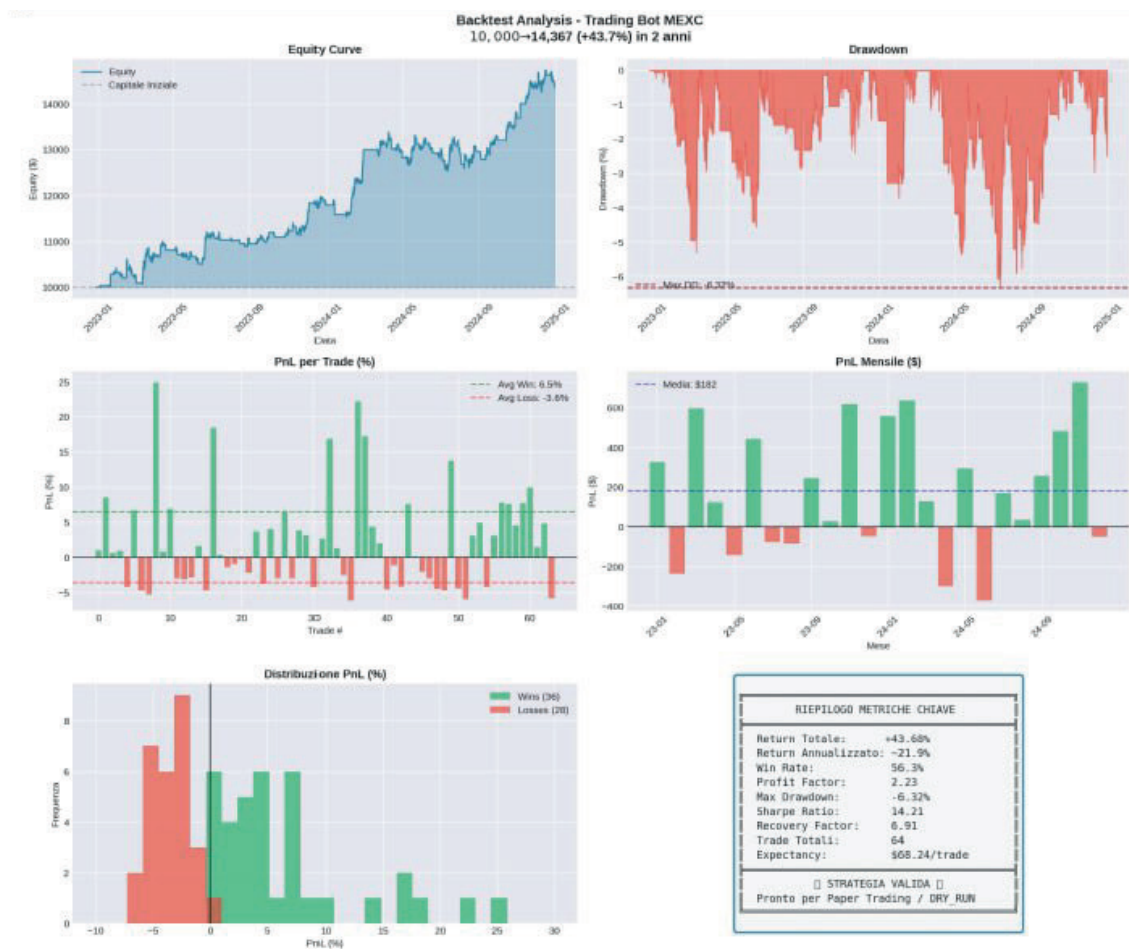 Backtest Analysis - Trading Bot MEXC
10,000→14,367 (+43.7%) in 2 anni
Equity Curve
Equity
Capitale Iniziale
Equity ($)
14000
13000
12000
11000
10000
2023-01
2023-05
2023-09
2024-01
2024-05
2024-09
2025-01
Data
Drawdown
Drawdown (%)
0
−1
−2
−3
−4
−5
−6
Max DD: -6.32%
2023-01
2023-05
2023-09
2024-01
2024-05
2024-09
2025-01
Data
PnL per Trade (%)
Avg Win: 6.5%
Avg Loss: -3.6%
PnL (%)
25
20
15
10
5
0
−5
0
10
20
30
40
50
60
Trade #
PnL Mensile ($)
Media: $182
PnL ($)
600
400
200
0
−200
−400
23-01
23-05
23-09
24-01
24-05
24-09
Mese
Distribuzione PnL (%)
Wins (36)
Losses (28)
Frequenza
8
6
4
2
0
−10
−5
0
5
10
15
20
25
30
PnL (%)
RIEPILOGO METRICHE CHIAVE
Return Totale: +43.68%
Return Annualizzato: ~21.9%
Win Rate: 56.3%
Profit Factor: 2.23
Max Drawdown: -6.32%
Sharpe Ratio: 14.21
Recovery Factor: 6.91
Trade Totali: 64
Expectancy: $68.24/trade
STRATEGIA VALIDA
Pronto per Paper Trading / DRY_RUN